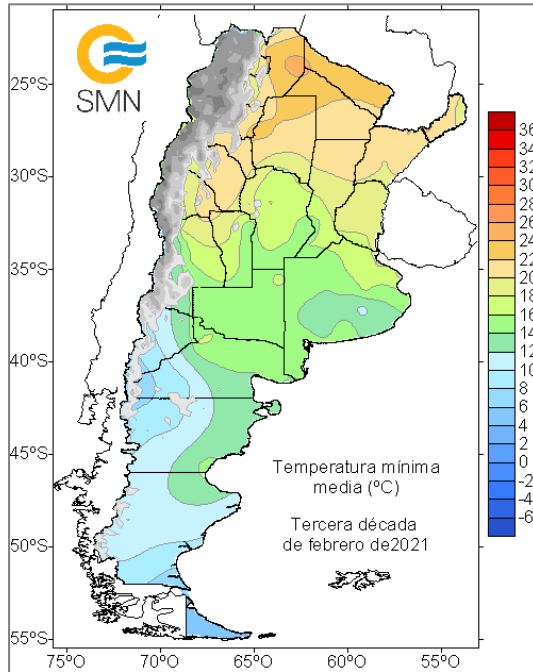 SMN
25ºS
30ºS
35ºS
40ºS
45ºS
50ºS
55ºS
75ºo
70ºO
65ºO
60ºO
55ºO
36
34
32
30
28
26
24
22
20
18
16
14
12
10
8
6
4
2
0
-2
-4
-6
Temperatura mínima
media (ºC)
Tercera década
de febrero de2021